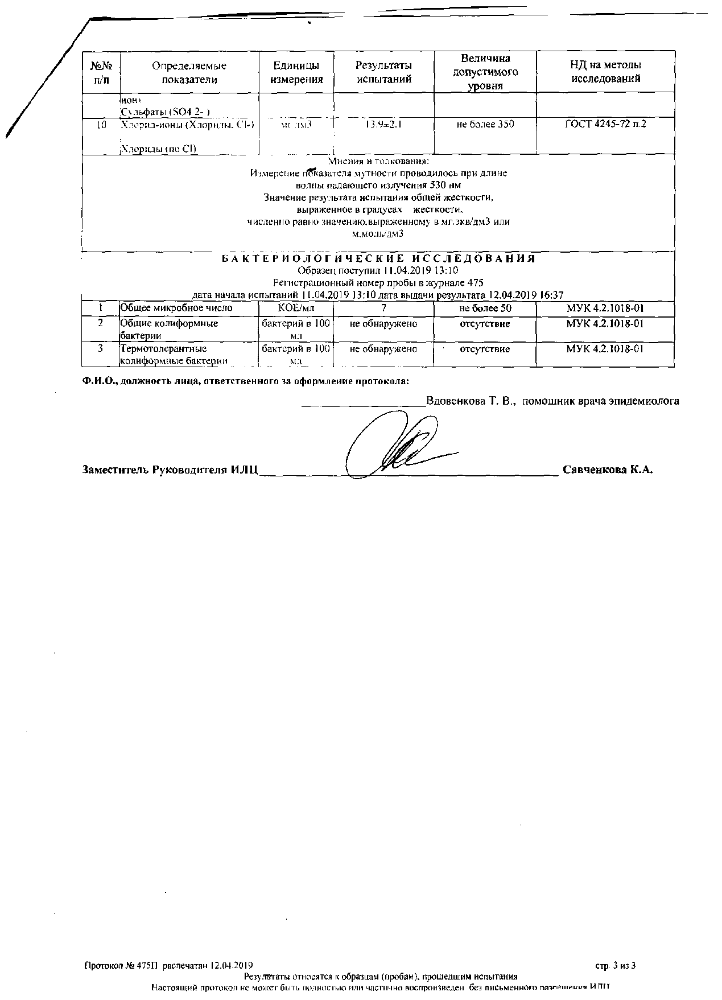 №№ п/п Определяемые показатели Единицы измерения Результаты испытаний Величина допустимого уровня НД на методы исследований
ион)
Сульфаты (SO4 2- )
10 Хлорид-ионы (Хлориды, Cl-) мг/дм3 13.9±2.1 не более 350 ГОСТ 4245-72 п.2
Хлориды (по Cl)
Мнения и толкования:
Измерение показателя мутности проводилось при длине
волны падающего излучения 530 нм
Значение результата испытания общей жесткости,
выраженное в градусах жесткости,
численно равно значению,выраженному в мг.экв/дм3 или
м.моль/дм3
БАКТЕРИОЛОГИЧЕСКИЕ ИССЛЕДОВАНИЯ
Образец поступил 11.04.2019 13:10
Регистрационный номер пробы в журнале 475
дата начала испытаний 11.04.2019 13:10 дата выдачи результата 12.04.2019 16:37
1 Общее микробное число КОЕ/мл 7 не более 50 МУК 4.2.1018-01
2 Общие колиформные бактерии бактерий в 100 мл не обнаружено отсутствие МУК 4.2.1018-01
3 Термотолерантные колиформные бактерии бактерий в 100 мл не обнаружено отсутствие МУК 4.2.1018-01
Ф.И.О., должность лица, ответственного за оформление протокола:
Вдовенкова Т. В., помощник врача эпидемиолога
Заместитель Руководителя ИЛЦ Савченкова К.А.
Протокол № 475П распечатан 12.04.2019 стр. 3 из 3
Результаты относятся к образцам (пробам), прошедшим испытания
Настоящий протокол не может быть полностью или частично воспроизведен без письменного разрешения ИЛЦ